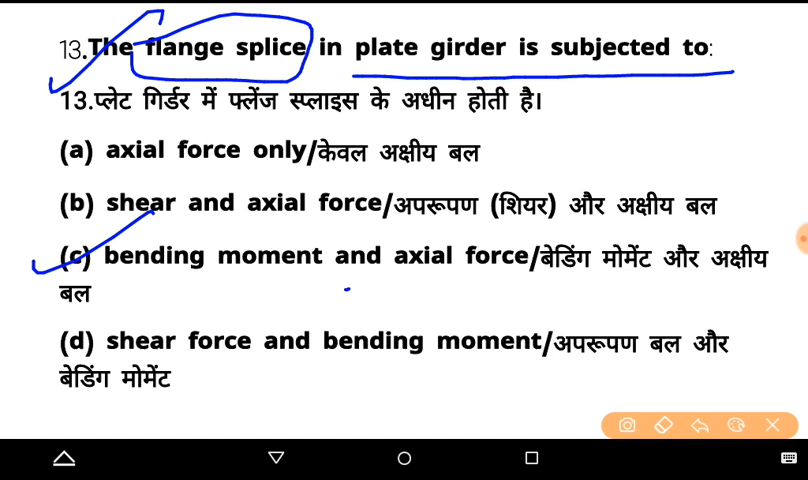 13.The flange splice in plate girder is subjected to:
13.प्लेट गिर्डर में फ्लेंज स्प्लाइस के अधीन होती है।
(a) axial force only/केवल अक्षीय बल
(b) shear and axial force/अपरूपण (शियर) और अक्षीय बल
(c) bending moment and axial force/बेडिंग मोमेंट और अक्षीय
बल
(d) shear force and bending moment/अपरूपण बल और
बेडिंग मोमेंट